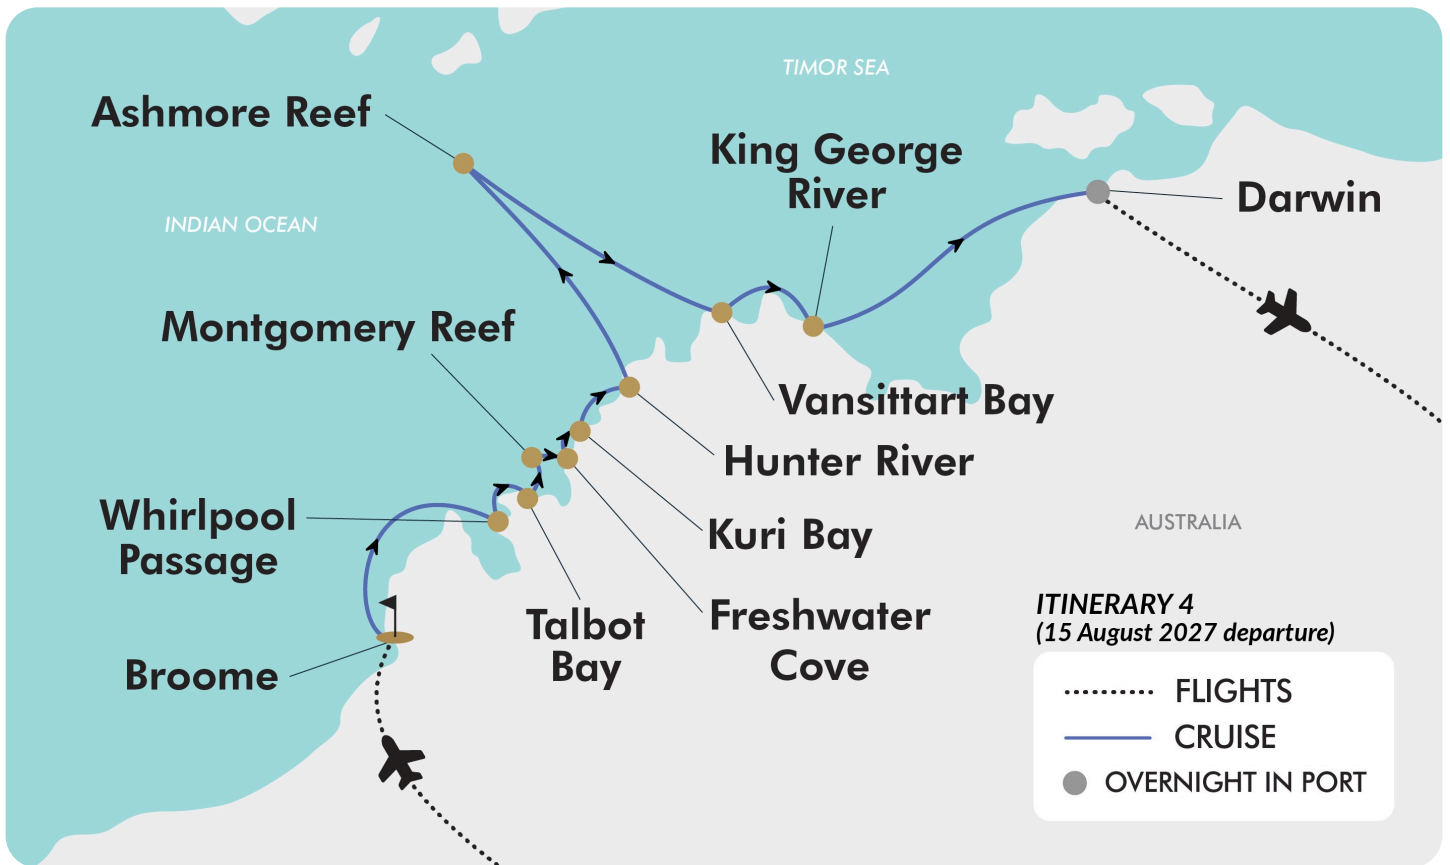 TIMOR SEA
Ashmore Reef
King George
River
Darwin
INDIAN OCEAN
Montgomery Reef
Vansittart Bay
Hunter River
Whirlpool
Passage
Kuri Bay
AUSTRALIA
Talbot
Bay
Freshwater
Cove
Broome
ITINERARY 4
(15 August 2027 departure)
FLIGHTS
CRUISE
OVERNIGHT IN PORT